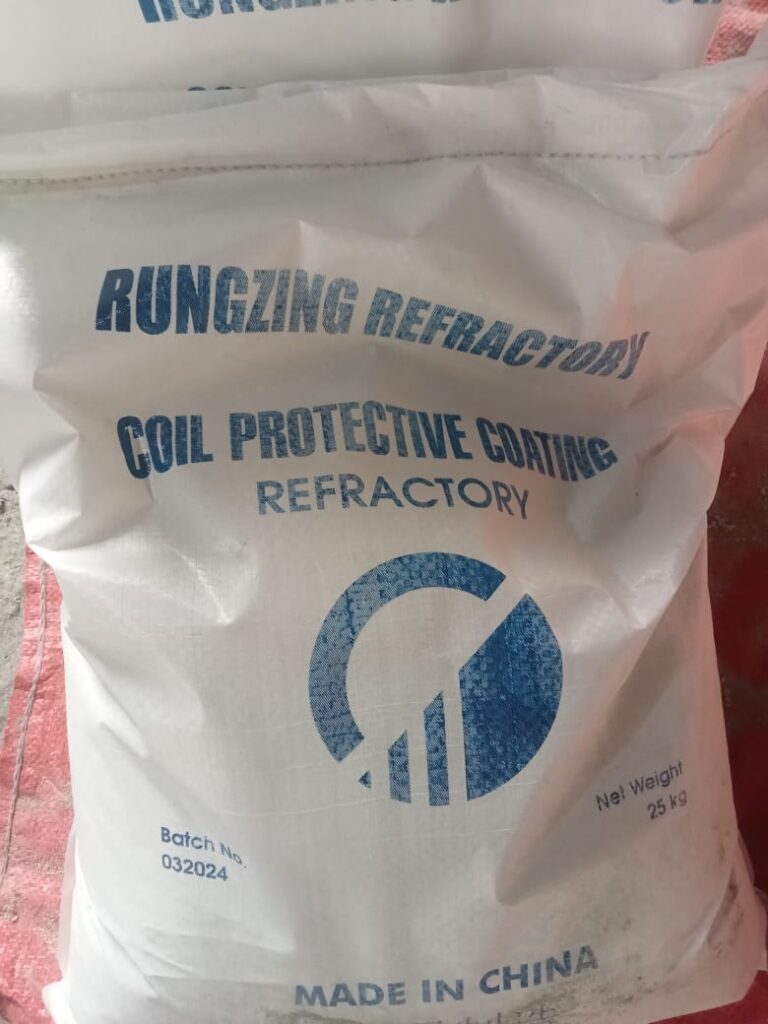 RUNGZING REFRACTORY
COIL PROTECTIVE COATING
REFRACTORY
Net Weight
25 kg
Batch No.
032024
MADE IN CHINA